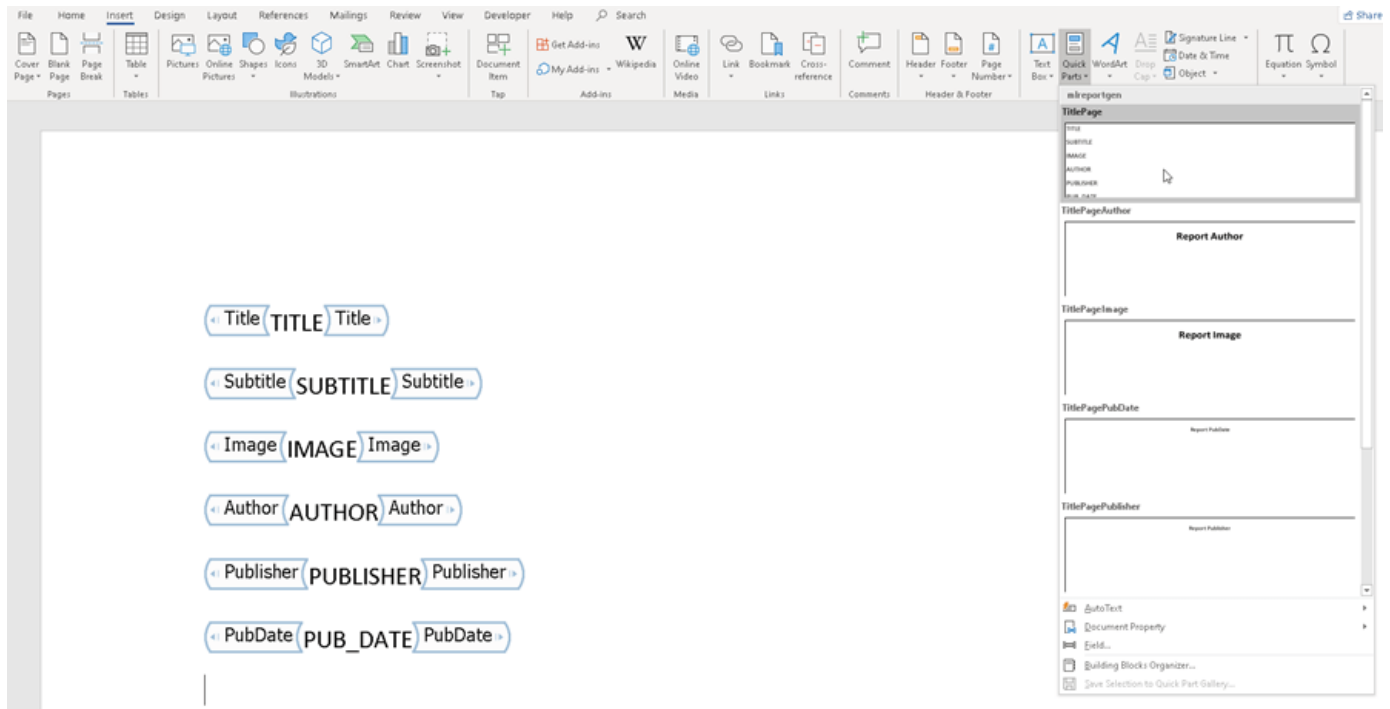 File Home Insert Design Layout References Mailings Review View Developer Help Search Share
Cover Page Blank Page Page Break Table Pictures Online Pictures Shapes Icons 3D Models SmartArt Chart Screenshot Document Item Get Add-ins My Add-ins Wikipedia Online Video Link Bookmark Cross-reference Comment Header Footer Page Number Text Box Quick Parts WordArt Drop Cap Signature Line Date & Time Object Equation Symbol
Pages Tables Illustrations Tap Add-ins Media Links Comments Header & Footer
mlreportgen
TitlePage
TITLE
SUBTITLE
IMAGE
AUTHOR
PUBLISHER
PUB_DATE
TitlePageAuthor
Report Author
TitlePageImage
Report Image
TitlePagePubDate
Report PubDate
TitlePagePublisher
Report Publisher
AutoText
Document Property
Field...
Building Blocks Organizer...
Save Selection to Quick Part Gallery...
Title TITLE Title
Subtitle SUBTITLE Subtitle
Image IMAGE Image
Author AUTHOR Author
Publisher PUBLISHER Publisher
PubDate PUB_DATE PubDate